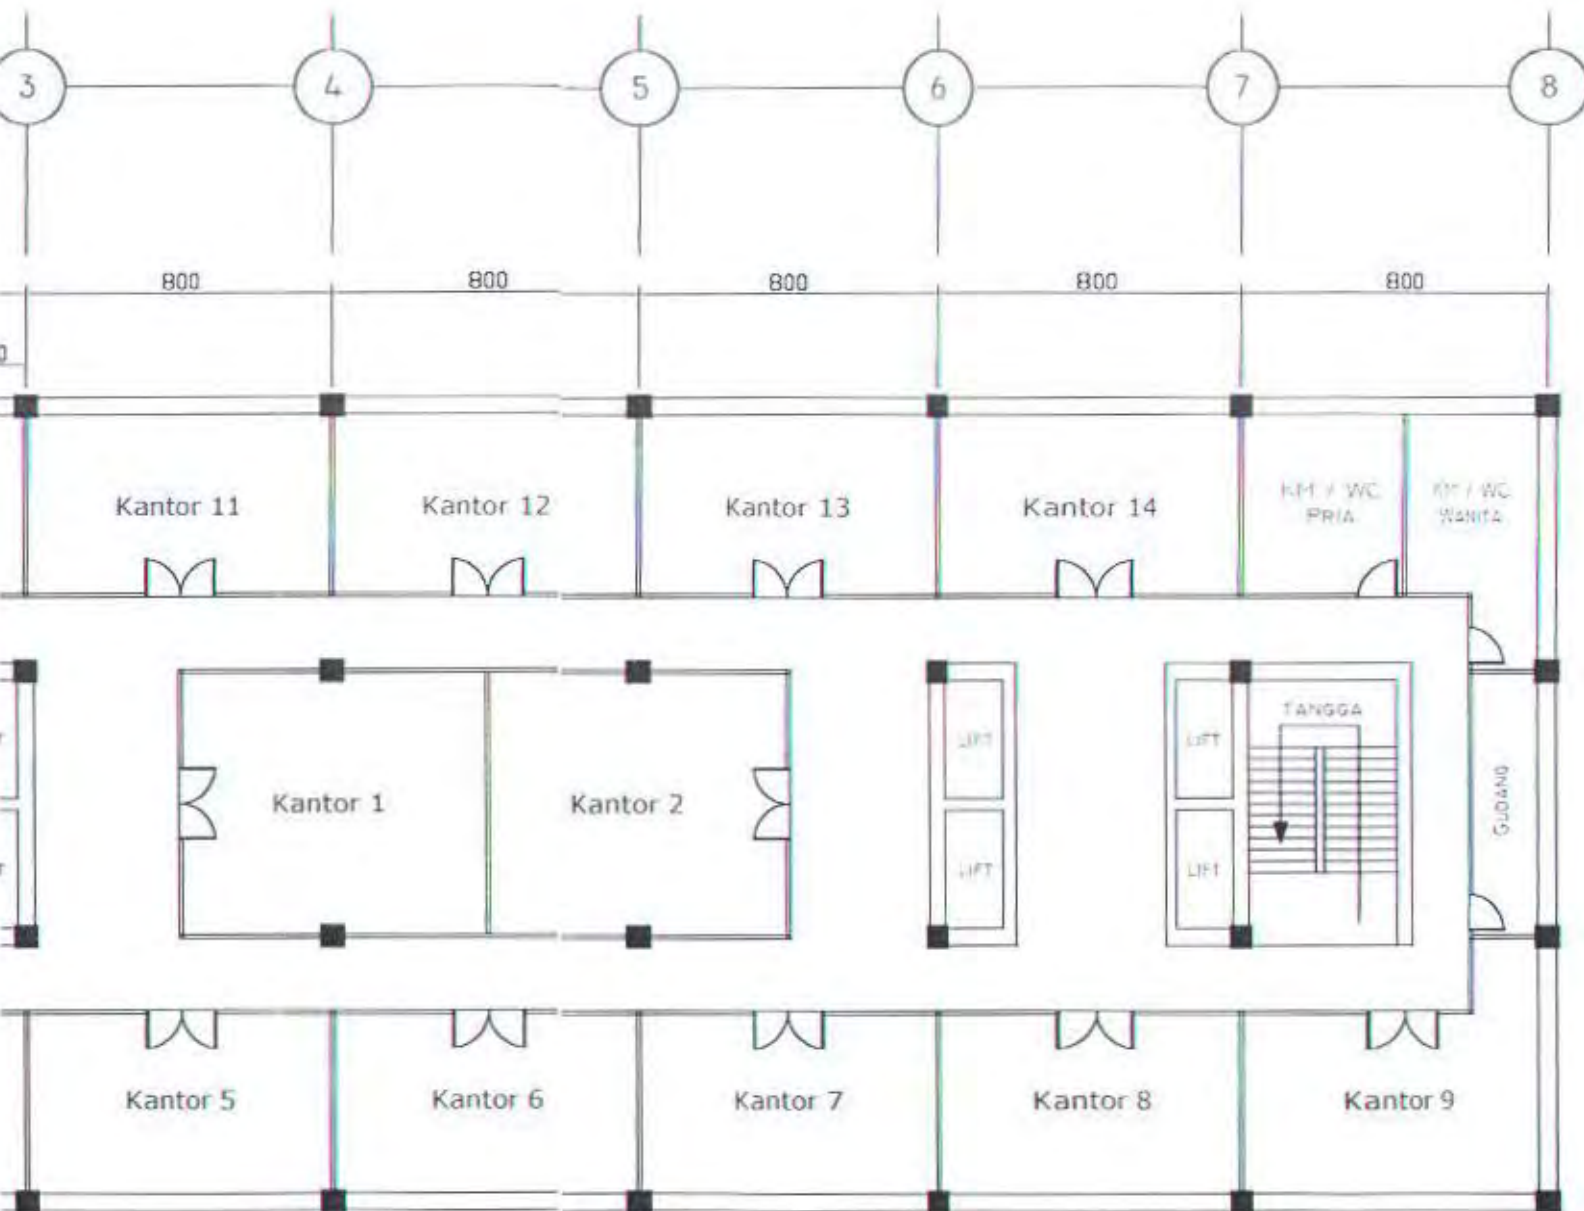 3 4 5 6 7 8
800 800 800 800 800
Kantor 11 Kantor 12 Kantor 13 Kantor 14 KM / WC KM / WC
PRIA WANITA
TANGGA
LIFT LIFT
Kantor 1 Kantor 2 GUDANG
LIFT LIFT
Kantor 5 Kantor 6 Kantor 7 Kantor 8 Kantor 9